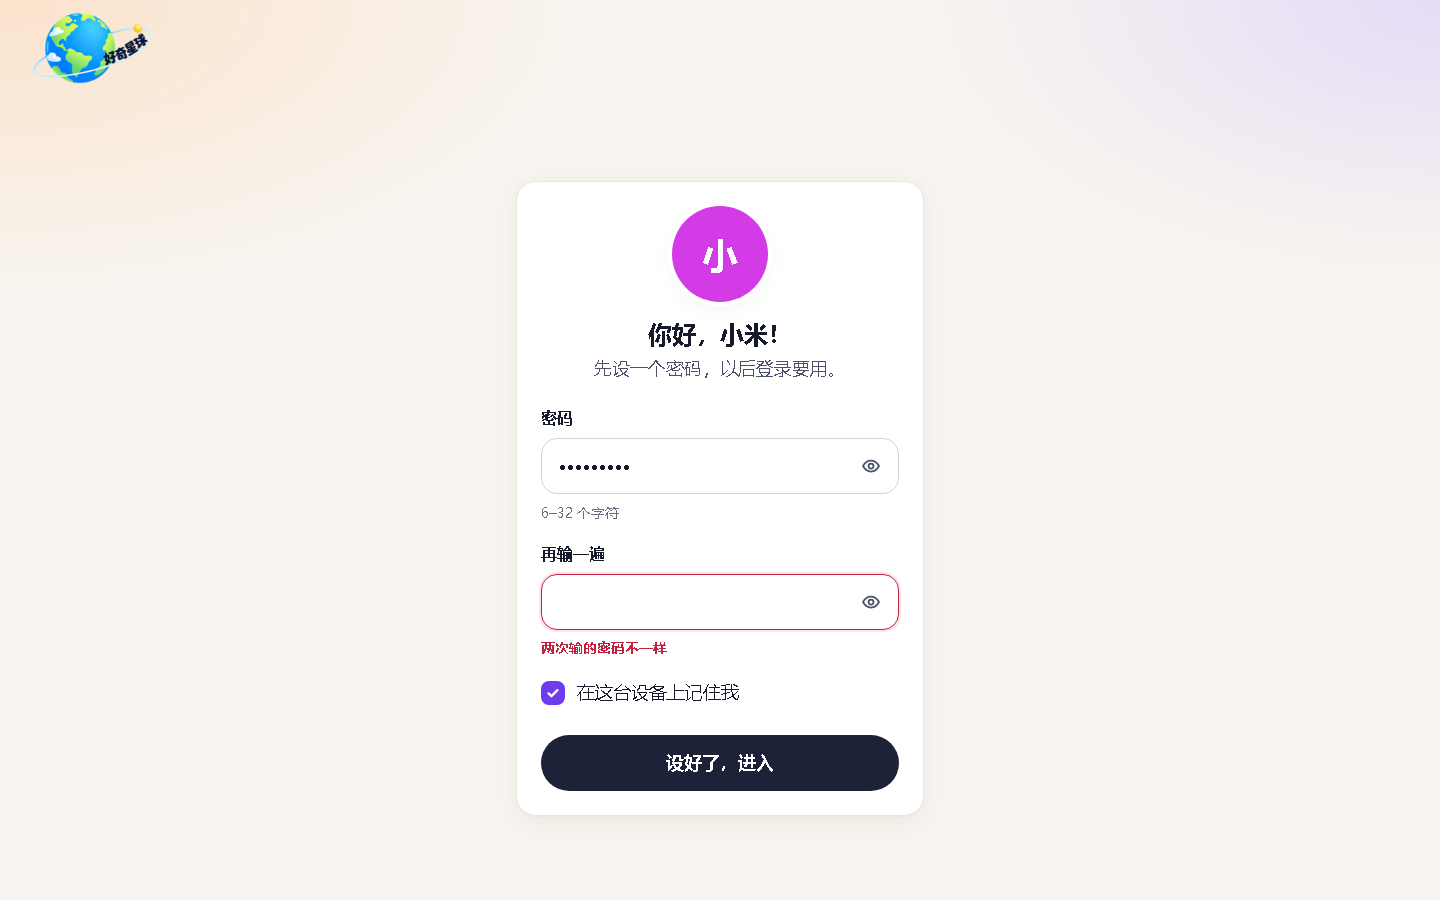 好奇星球
小
你好，小米！
先设一个密码，以后登录要用。
密码
•••••••••
6–32 个字符
再输一遍
两次输的密码不一样
在这台设备上记住我
设好了，进入